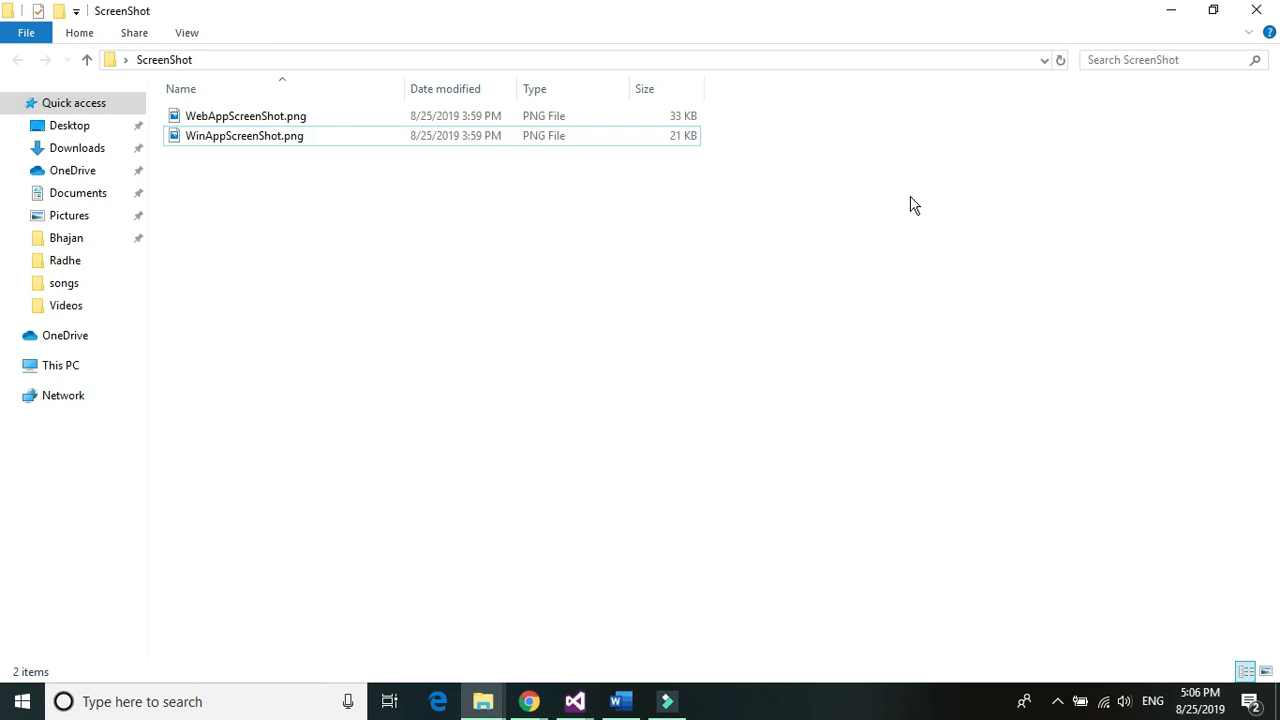 ScreenShot
File Home Share View
ScreenShot
Search ScreenShot
Name Date modified Type Size
WebAppScreenShot.png 8/25/2019 3:59 PM PNG File 33 KB
WinAppScreenShot.png 8/25/2019 3:59 PM PNG File 21 KB
Quick access
Desktop
Downloads
OneDrive
Documents
Pictures
Bhajan
Radhe
songs
Videos
OneDrive
This PC
Network
2 items
Type here to search
ENG
5:06 PM
8/25/2019
2